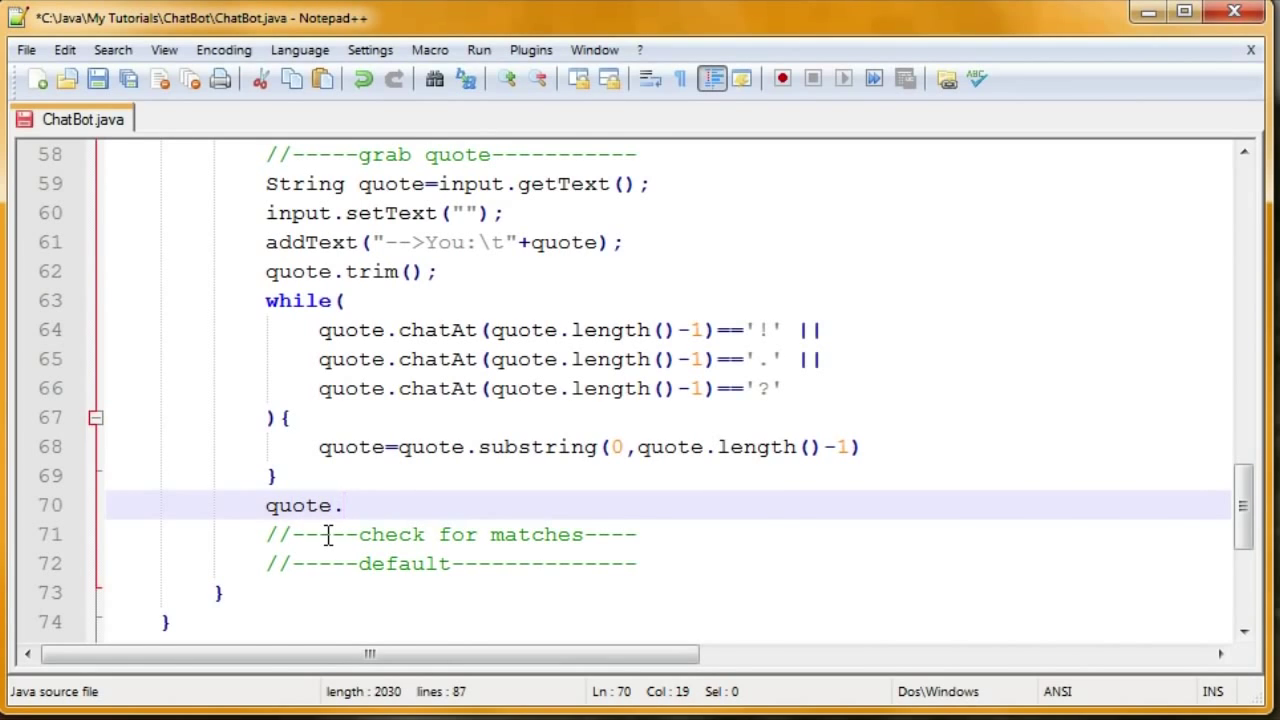 *C:\Java\My Tutorials\ChatBot\ChatBot.java - Notepad++
File Edit Search View Encoding Language Settings Macro Run Plugins Window ? X
ChatBot.java
58 //-----grab quote-----------
59 String quote=input.getText();
60 input.setText("");
61 addText("-->You:\t"+quote);
62 quote.trim();
63 while(
64 quote.chatAt(quote.length()-1)=='!' ||
65 quote.chatAt(quote.length()-1)=='.' ||
66 quote.chatAt(quote.length()-1)=='?'
67 ){
68 quote=quote.substring(0,quote.length()-1)
69 }
70 quote.
71 //-----check for matches----
72 //-----default--------------
73 }
74 }
Java source file length : 2030 lines : 87 Ln : 70 Col : 19 Sel : 0 Dos\Windows ANSI INS